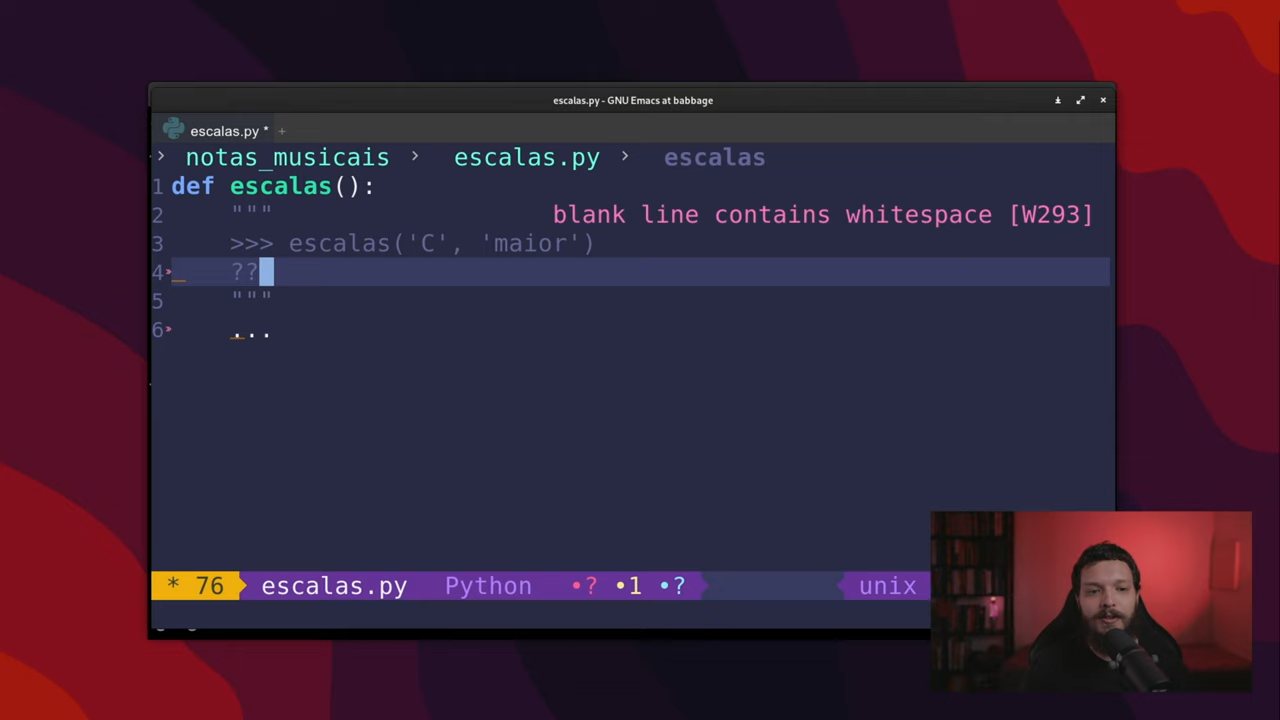 escalas.py - GNU Emacs at babbage
escalas.py * +
> notas_musicais > escalas.py > escalas
1 def escalas():
2 """ blank line contains whitespace [W293]
3 >>> escalas('C', 'maior')
4 ??
5 """
6 ...
* 76 escalas.py Python •? •1 •? unix